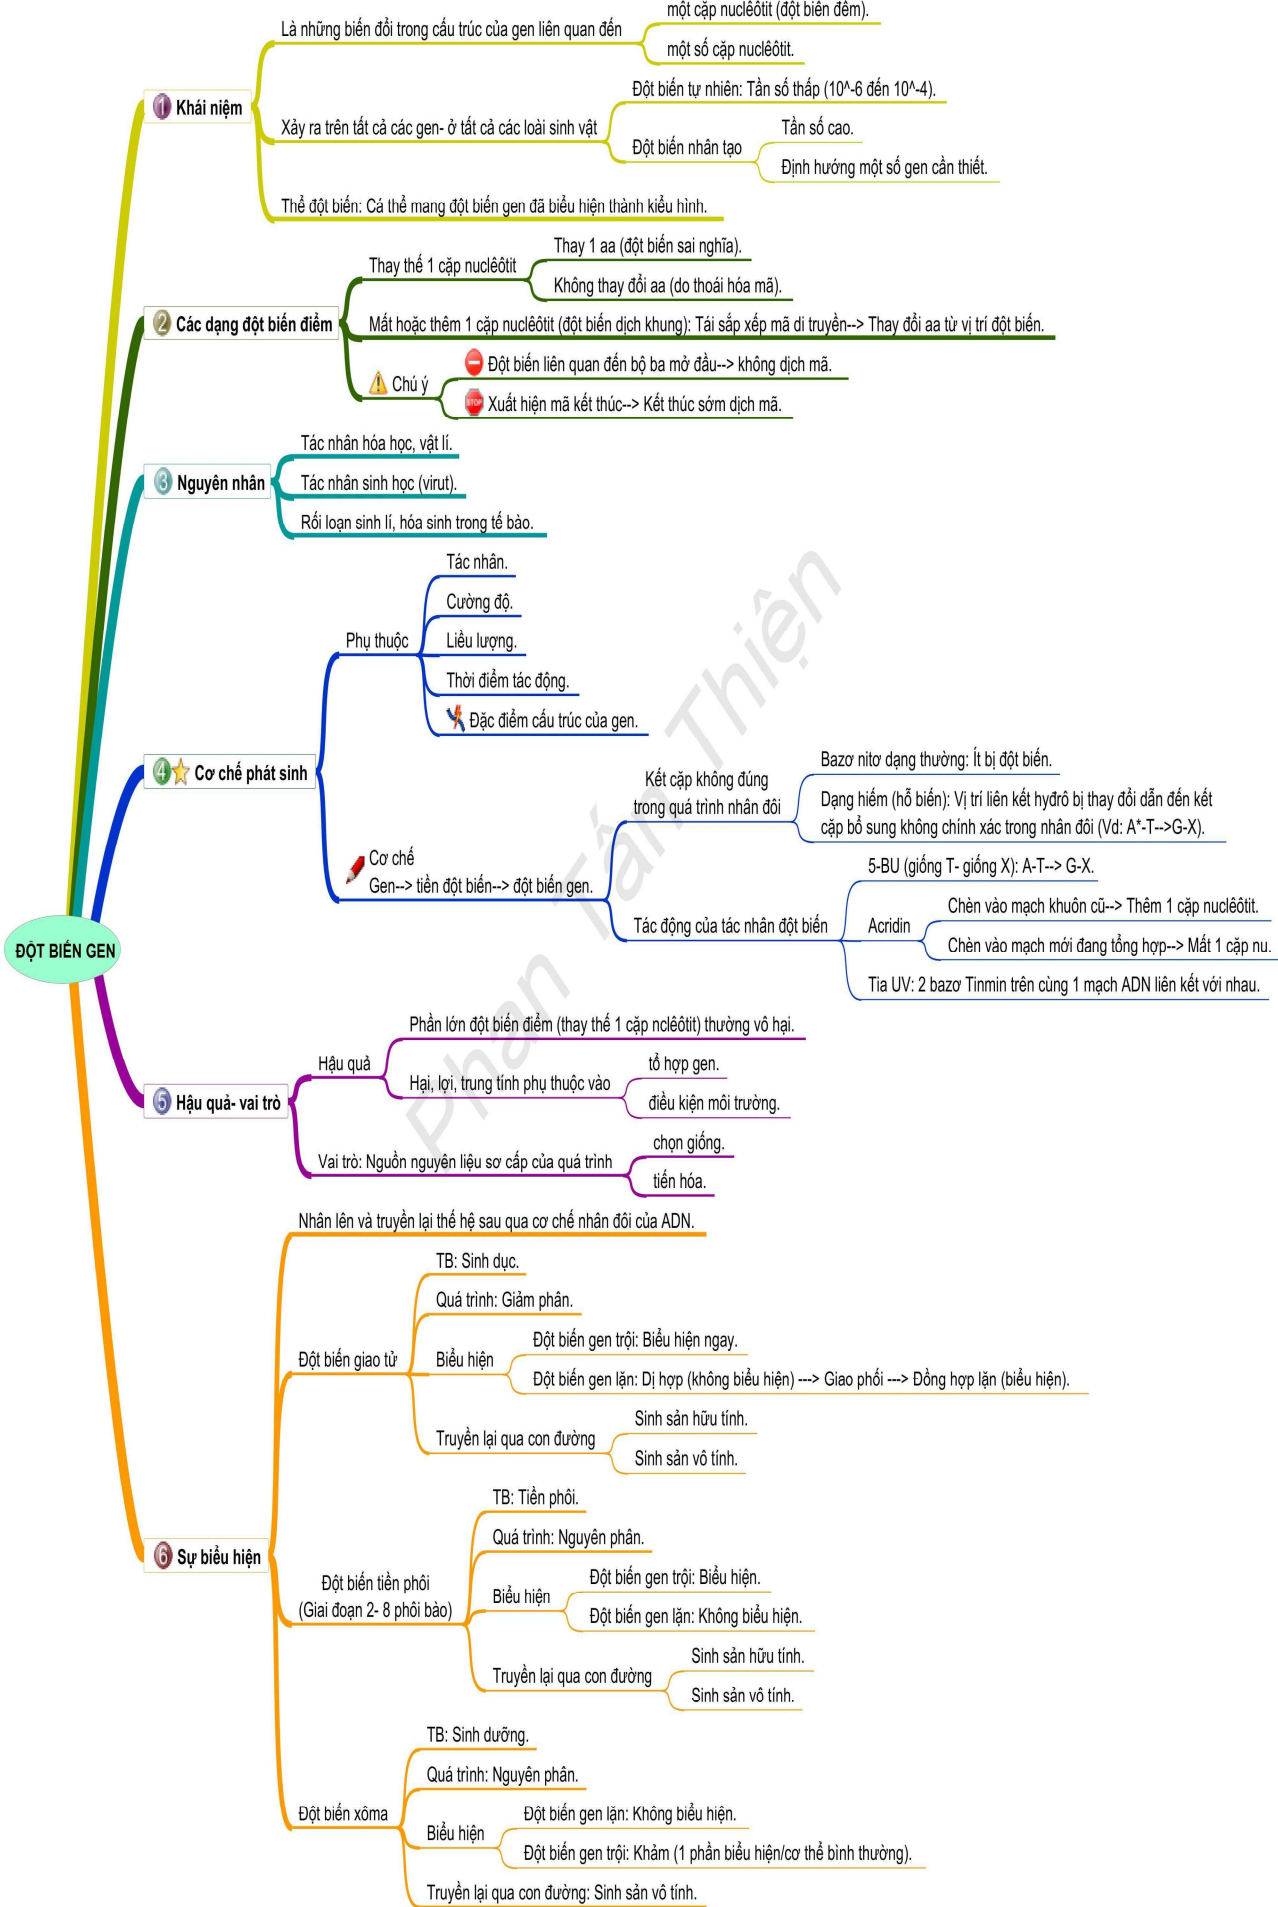 một cặp nuclêôtit (đột biến đểm).
Là những biến đổi trong cấu trúc của gen liên quan đến
một số cặp nuclêôtit.
Đột biến tự nhiên: Tần số thấp (10^-6 đến 10^-4).
1 Khái niệm
Xảy ra trên tất cả các gen- ở tất cả các loài sinh vật
Tần số cao.
Đột biến nhân tạo
Định hướng một số gen cần thiết.
Thể đột biến: Cá thể mang đột biến gen đã biểu hiện thành kiểu hình.
Thay 1 aa (đột biến sai nghĩa).
Thay thế 1 cặp nuclêôtit
Không thay đổi aa (do thoái hóa mã).
2 Các dạng đột biến điểm
Mất hoặc thêm 1 cặp nuclêôtit (đột biến dịch khung): Tái sắp xếp mã di truyền--> Thay đổi aa từ vị trí đột biến.
Đột biến liên quan đến bộ ba mở đầu--> không dịch mã.
Chú ý
STOP Xuất hiện mã kết thúc--> Kết thúc sớm dịch mã.
Tác nhân hóa học, vật lí.
3 Nguyên nhân
Tác nhân sinh học (virut).
Rối loạn sinh lí, hóa sinh trong tế bào.
Tác nhân.
Cường độ.
Phụ thuộc
Liều lượng.
Thời điểm tác động.
Đặc điểm cấu trúc của gen.
4 Cơ chế phát sinh
Kết cặp không đúng
trong quá trình nhân đôi
Bazơ nitơ dạng thường: Ít bị đột biến.
Dạng hiếm (hỗ biến): Vị trí liên kết hyđrô bị thay đổi dẫn đến kết
cặp bổ sung không chính xác trong nhân đôi (Vd: A*-T-->G-X).
Cơ chế
Gen--> tiền đột biến--> đột biến gen.
5-BU (giống T- giống X): A-T--> G-X.
Tác động của tác nhân đột biến
Acridin
Chèn vào mạch khuôn cũ--> Thêm 1 cặp nuclêôtit.
Chèn vào mạch mới đang tổng hợp--> Mất 1 cặp nu.
Tia UV: 2 bazơ Tinmin trên cùng 1 mạch ADN liên kết với nhau.
ĐỘT BIẾN GEN
Phần lớn đột biến điểm (thay thế 1 cặp nclêôtit) thường vô hại.
Hậu quả
Hại, lợi, trung tính phụ thuộc vào
tổ hợp gen.
điều kiện môi trường.
5 Hậu quả- vai trò
Vai trò: Nguồn nguyên liệu sơ cấp của quá trình
chọn giống.
tiến hóa.
Nhân lên và truyền lại thế hệ sau qua cơ chế nhân đôi của ADN.
TB: Sinh dục.
Quá trình: Giảm phân.
Đột biến giao tử
Biểu hiện
Đột biến gen trội: Biểu hiện ngay.
Đột biến gen lặn: Dị hợp (không biểu hiện) ---> Giao phối ---> Đồng hợp lặn (biểu hiện).
Truyền lại qua con đường
Sinh sản hữu tính.
Sinh sản vô tính.
6 Sự biểu hiện
TB: Tiền phôi.
Quá trình: Nguyên phân.
Đột biến tiền phôi
(Giai đoạn 2- 8 phôi bào)
Biểu hiện
Đột biến gen trội: Biểu hiện.
Đột biến gen lặn: Không biểu hiện.
Truyền lại qua con đường
Sinh sản hữu tính.
Sinh sản vô tính.
TB: Sinh dưỡng.
Quá trình: Nguyên phân.
Đột biến xôma
Biểu hiện
Đột biến gen lặn: Không biểu hiện.
Đột biến gen trội: Khảm (1 phần biểu hiện/cơ thể bình thường).
Truyền lại qua con đường: Sinh sản vô tính.
Phan Tấn Thiện